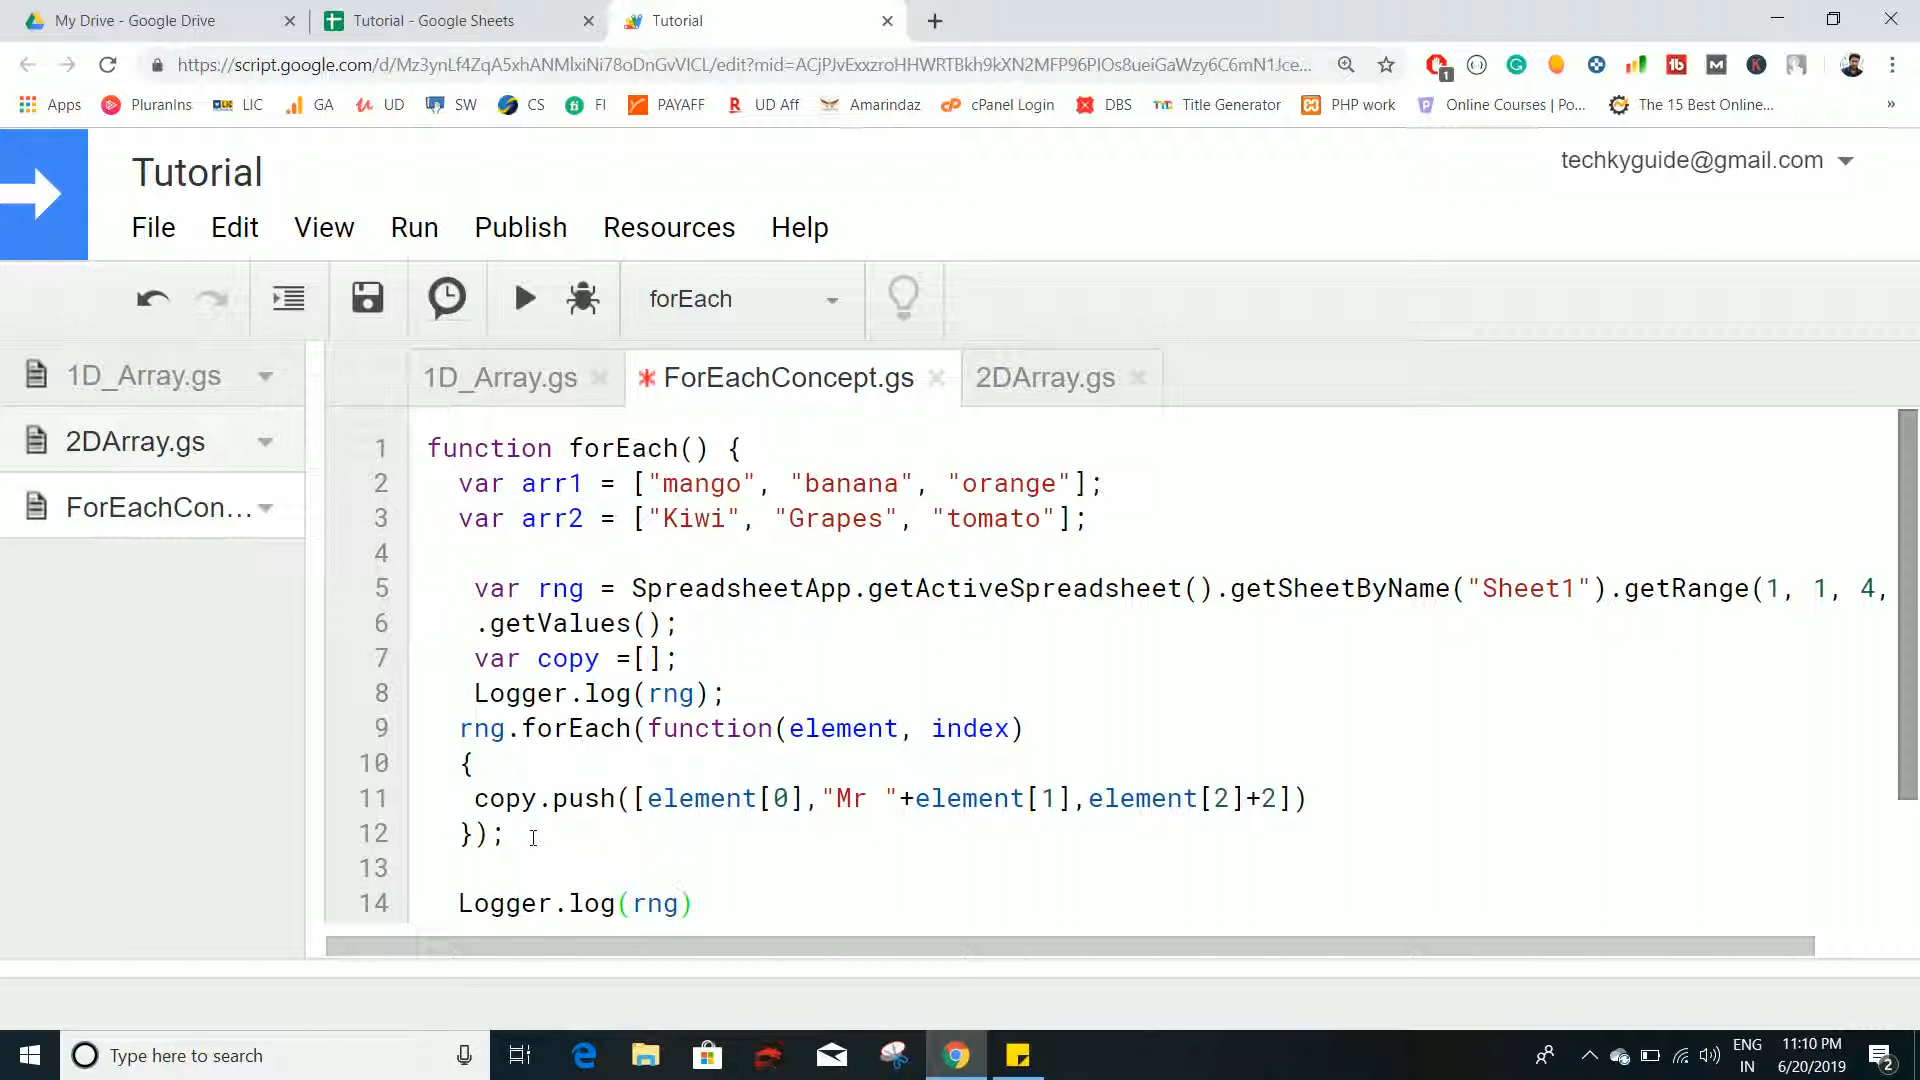 My Drive - Google Drive
Tutorial - Google Sheets
Tutorial
https://script.google.com/d/Mz3ynLf4ZqA5xhANMlxiNi78oDnGvVlCL/edit?mid=ACjPJvExxzroHHWRTBkh9kXN2MFP96PIOs8ueiGaWzy6C6mN1Jce...
1
Apps
PluranIns
LIC
GA
UD
SW
CS
FI
PAYAFF
UD Aff
Amarindaz
cPanel Login
DBS
Title Generator
PHP work
Online Courses | Po...
The 15 Best Online...
»
Tutorial
techkyguide@gmail.com
File Edit View Run Publish Resources Help
forEach
1D_Array.gs
2DArray.gs
ForEachCon...
1D_Array.gs
* ForEachConcept.gs
2DArray.gs
1 function forEach() {
2 var arr1 = ["mango", "banana", "orange"];
3 var arr2 = ["Kiwi", "Grapes", "tomato"];
4
5 var rng = SpreadsheetApp.getActiveSpreadsheet().getSheetByName("Sheet1").getRange(1, 1, 4,
6 .getValues();
7 var copy =[];
8 Logger.log(rng);
9 rng.forEach(function(element, index)
10 {
11 copy.push([element[0],"Mr "+element[1],element[2]+2])
12 });
13
14 Logger.log(rng)
Type here to search
ENG
IN
11:10 PM
6/20/2019
2